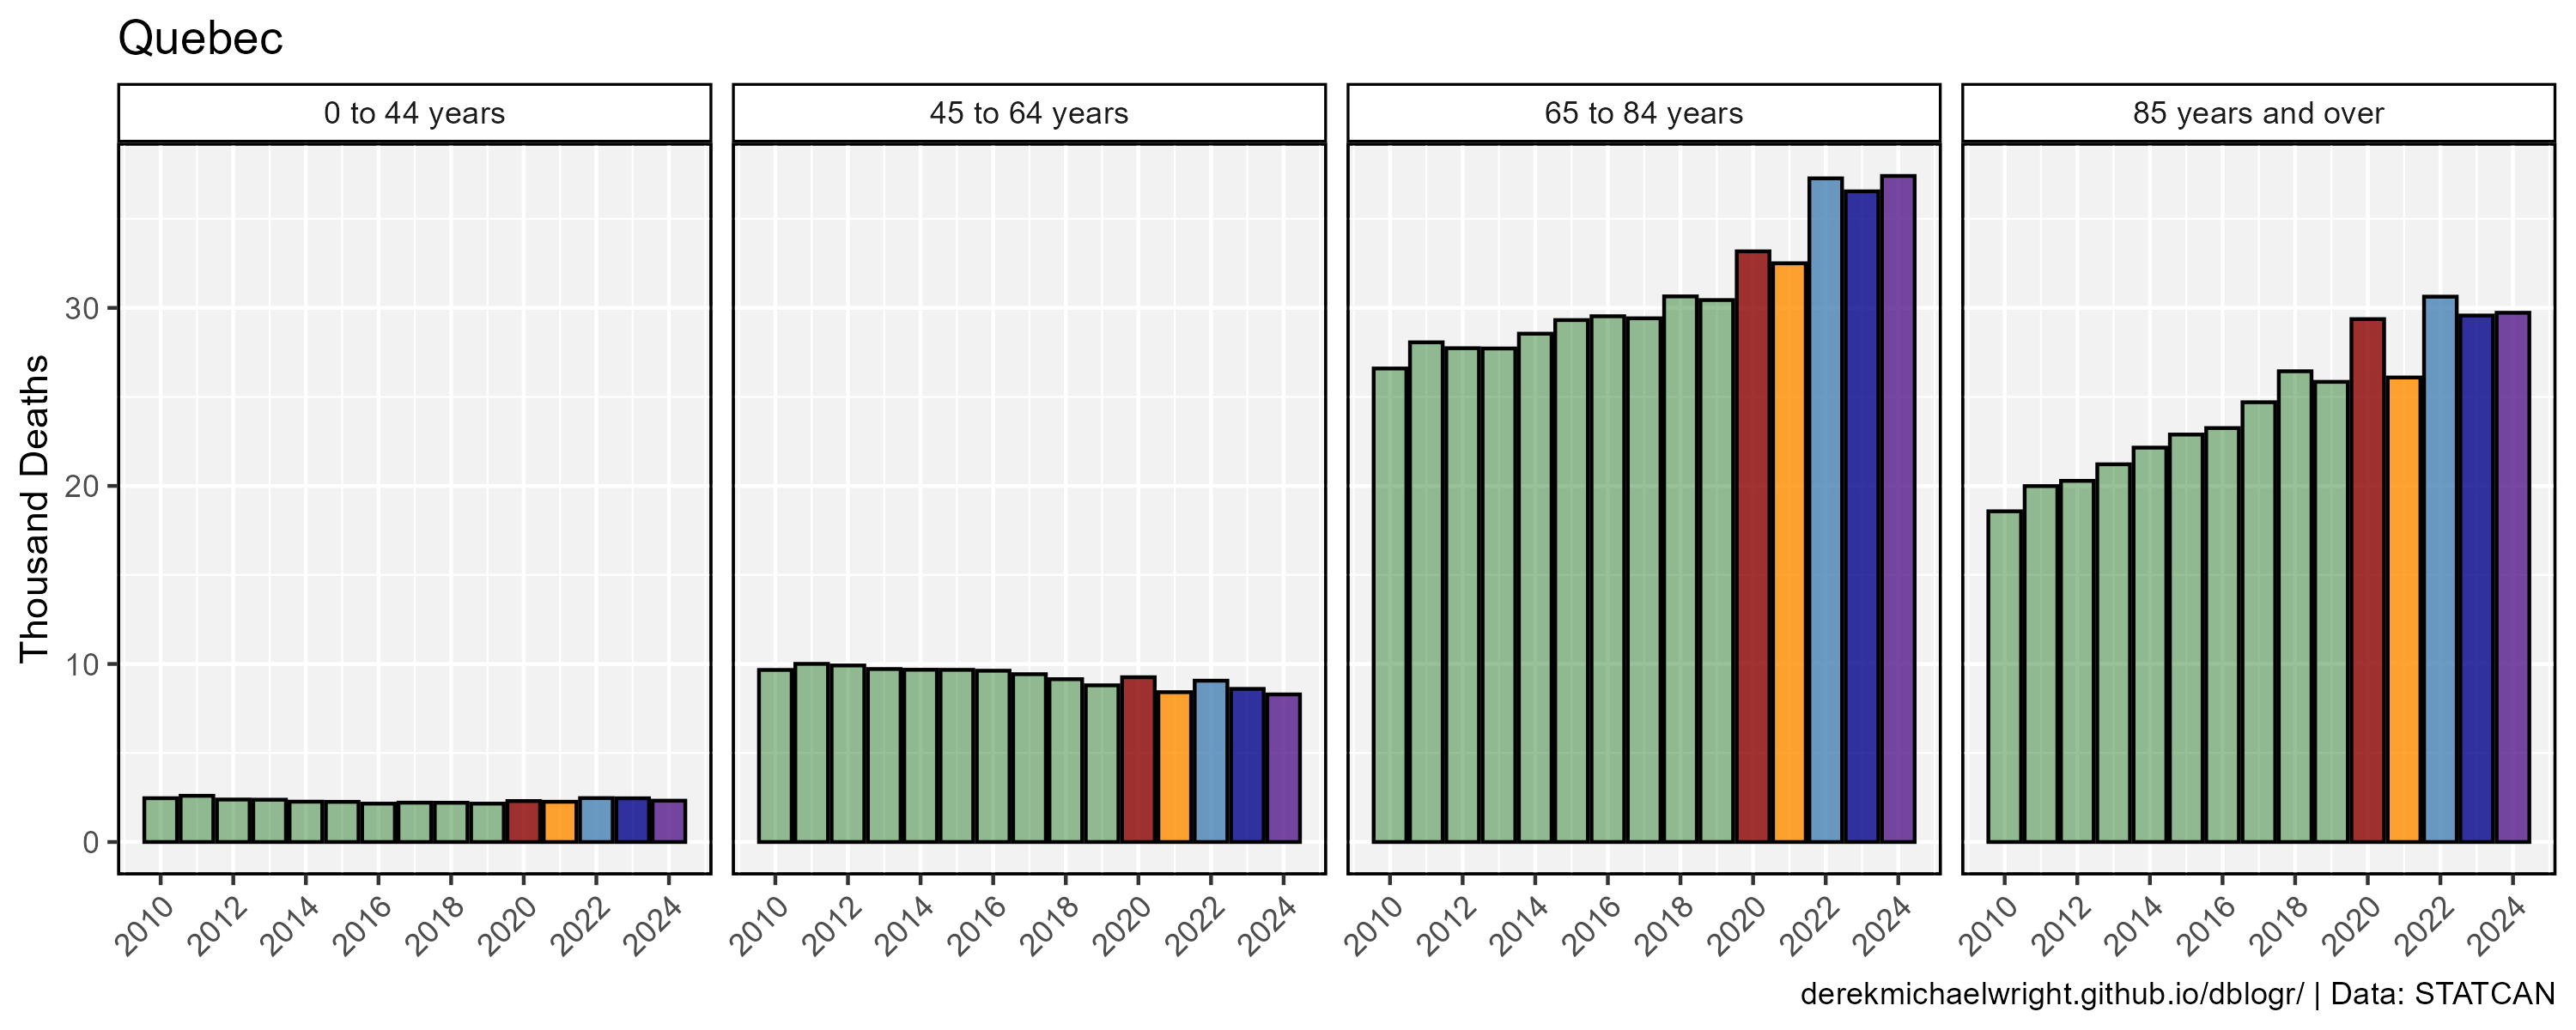 Quebec
0 to 44 years
45 to 64 years
65 to 84 years
85 years and over
Thousand Deaths
30
20
10
0
2010 2012 2014 2016 2018 2020 2022 2024
2010 2012 2014 2016 2018 2020 2022 2024
2010 2012 2014 2016 2018 2020 2022 2024
2010 2012 2014 2016 2018 2020 2022 2024
derekmichaelwright.github.io/dblogr/ | Data: STATCAN